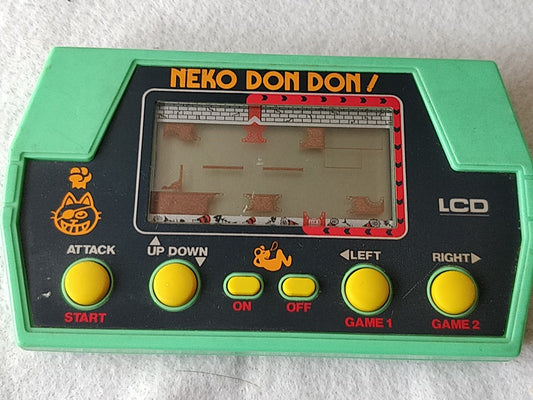 NEKO DON DON!
LCD
ATTACK
UP DOWN
LEFT
RIGHT
START
ON
OFF
GAME 1
GAME 2